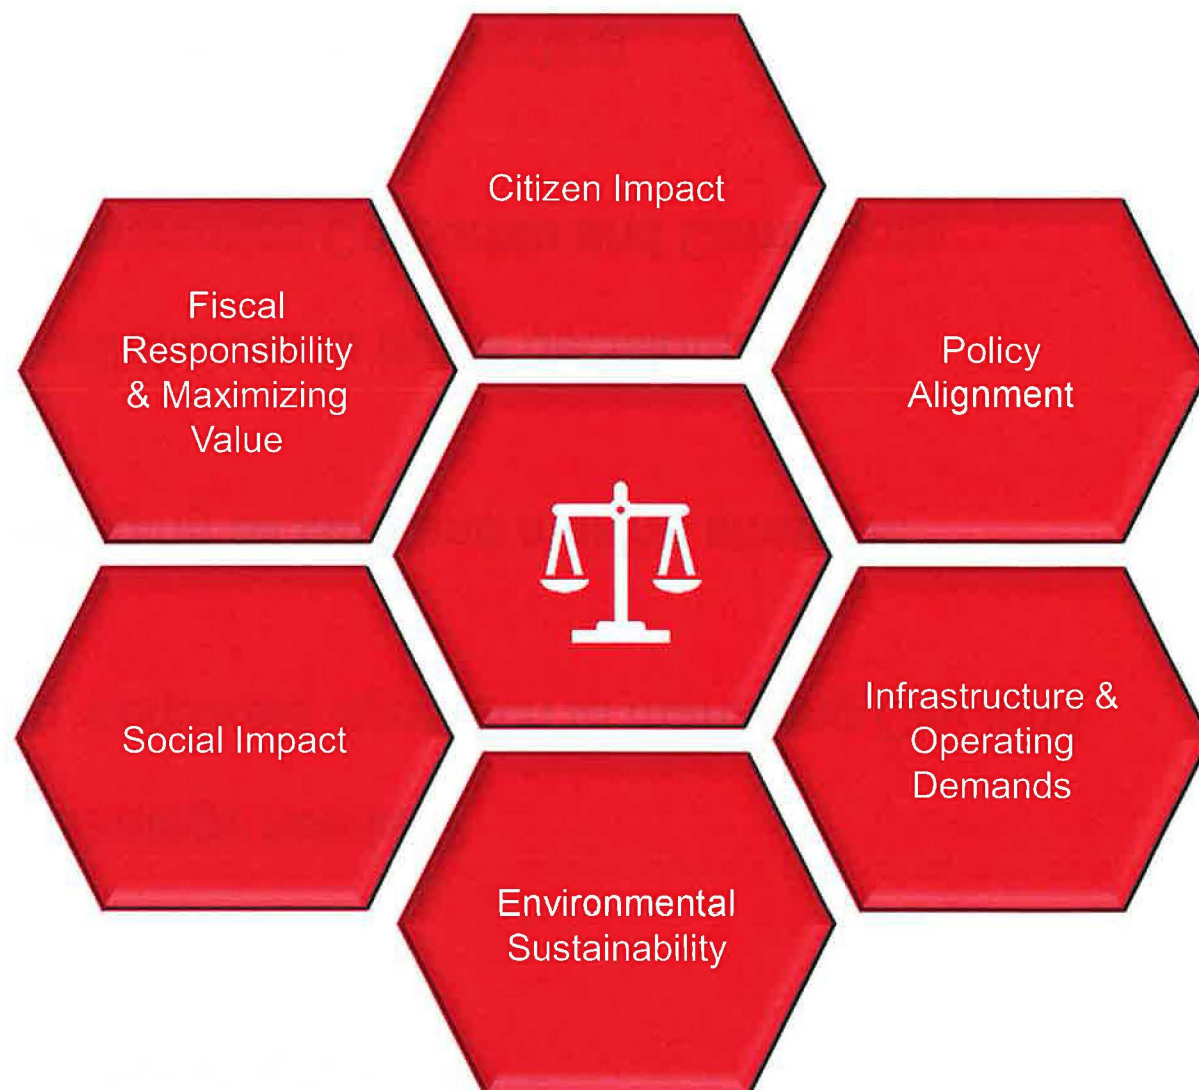 Citizen Impact
Fiscal
Responsibility
& Maximizing
Value
Policy
Alignment
Social Impact
Infrastructure &
Operating
Demands
Environmental
Sustainability